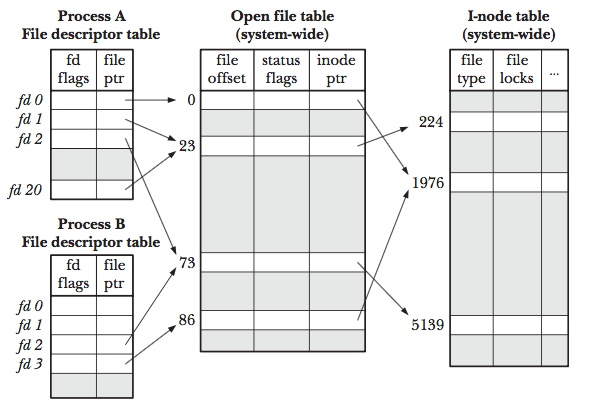 Process A
File descriptor table
fd
flags
file
ptr
fd 0
fd 1
fd 2
fd 20
Process B
File descriptor table
fd
flags
file
ptr
fd 0
fd 1
fd 2
fd 3
Open file table
(system-wide)
file
offset
status
flags
inode
ptr
0
23
73
86
I-node table
(system-wide)
file
type
file
locks
...
224
1976
5139